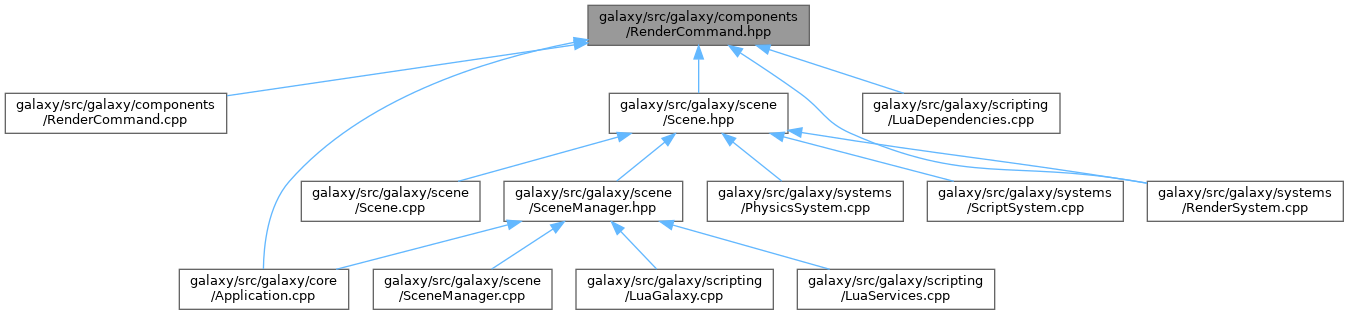 galaxy/src/galaxy/components
/RenderCommand.hpp
galaxy/src/galaxy/components
/RenderCommand.cpp
galaxy/src/galaxy/scene
/Scene.hpp
galaxy/src/galaxy/scripting
/LuaDependencies.cpp
galaxy/src/galaxy/scene
/Scene.cpp
galaxy/src/galaxy/scene
/SceneManager.hpp
galaxy/src/galaxy/systems
/PhysicsSystem.cpp
galaxy/src/galaxy/systems
/ScriptSystem.cpp
galaxy/src/galaxy/systems
/RenderSystem.cpp
galaxy/src/galaxy/core
/Application.cpp
galaxy/src/galaxy/scene
/SceneManager.cpp
galaxy/src/galaxy/scripting
/LuaGalaxy.cpp
galaxy/src/galaxy/scripting
/LuaServices.cpp